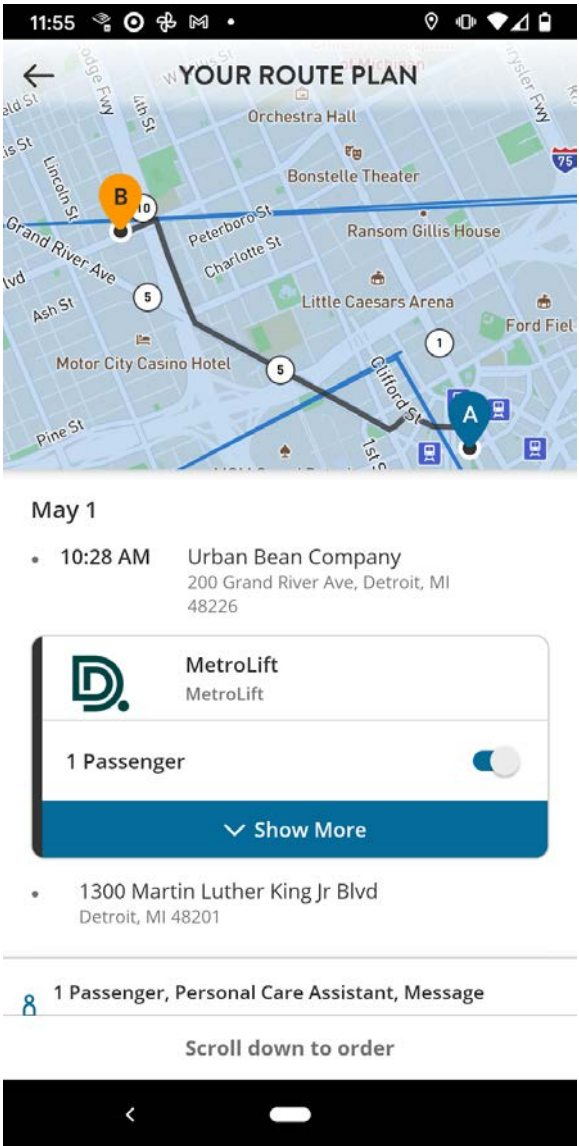 11:55
YOUR ROUTE PLAN
Orchestra Hall
4th St
Lincoln St
Bonstelle Theater
75
B
10
Peterboro St
Ransom Gillis House
Grand River Ave
Charlotte St
Ash St
5
Little Caesars Arena
Ford Fiel
1
Motor City Casino Hotel
5
Clifford St
A
Pine St
1st S
May 1
10:28 AM
Urban Bean Company
200 Grand River Ave, Detroit, MI
48226
D.
MetroLift
MetroLift
1 Passenger
Show More
1300 Martin Luther King Jr Blvd
Detroit, MI 48201
1 Passenger, Personal Care Assistant, Message
Scroll down to order